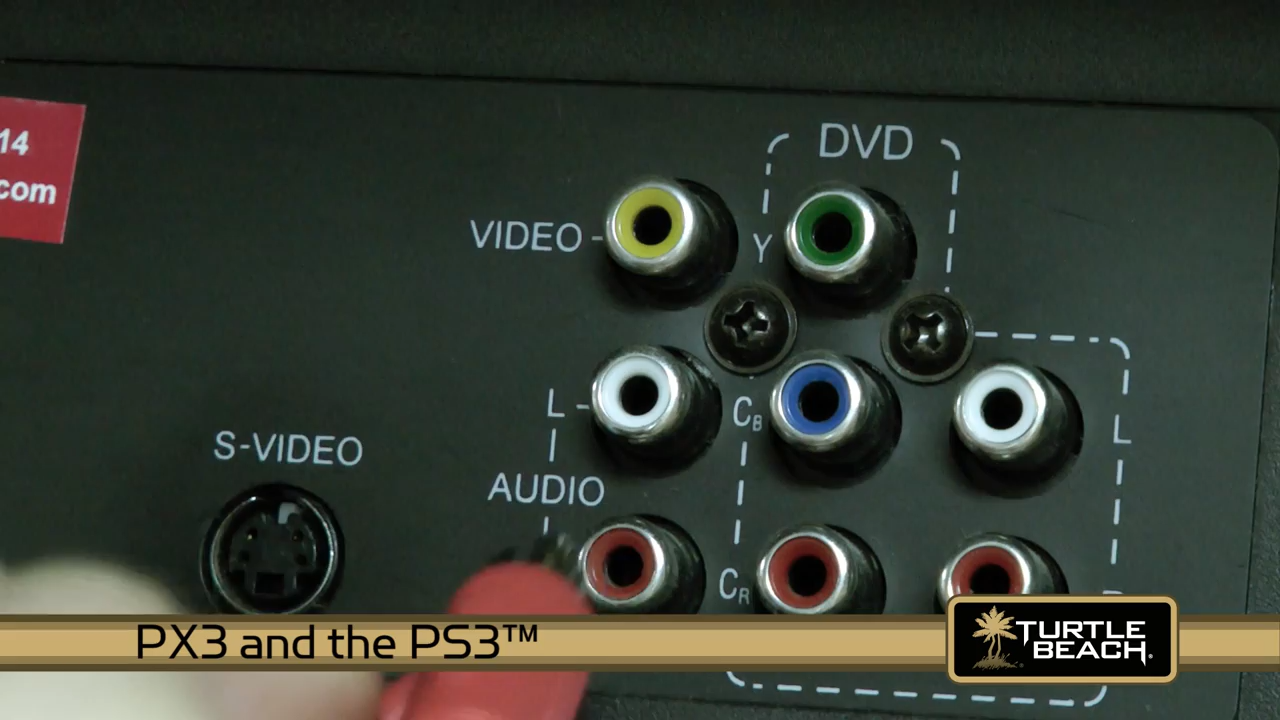 14
com
DVD
VIDEO
Y
L
CB
L
S-VIDEO
AUDIO
CR
PX3 and the PS3™
TURTLE
BEACH.